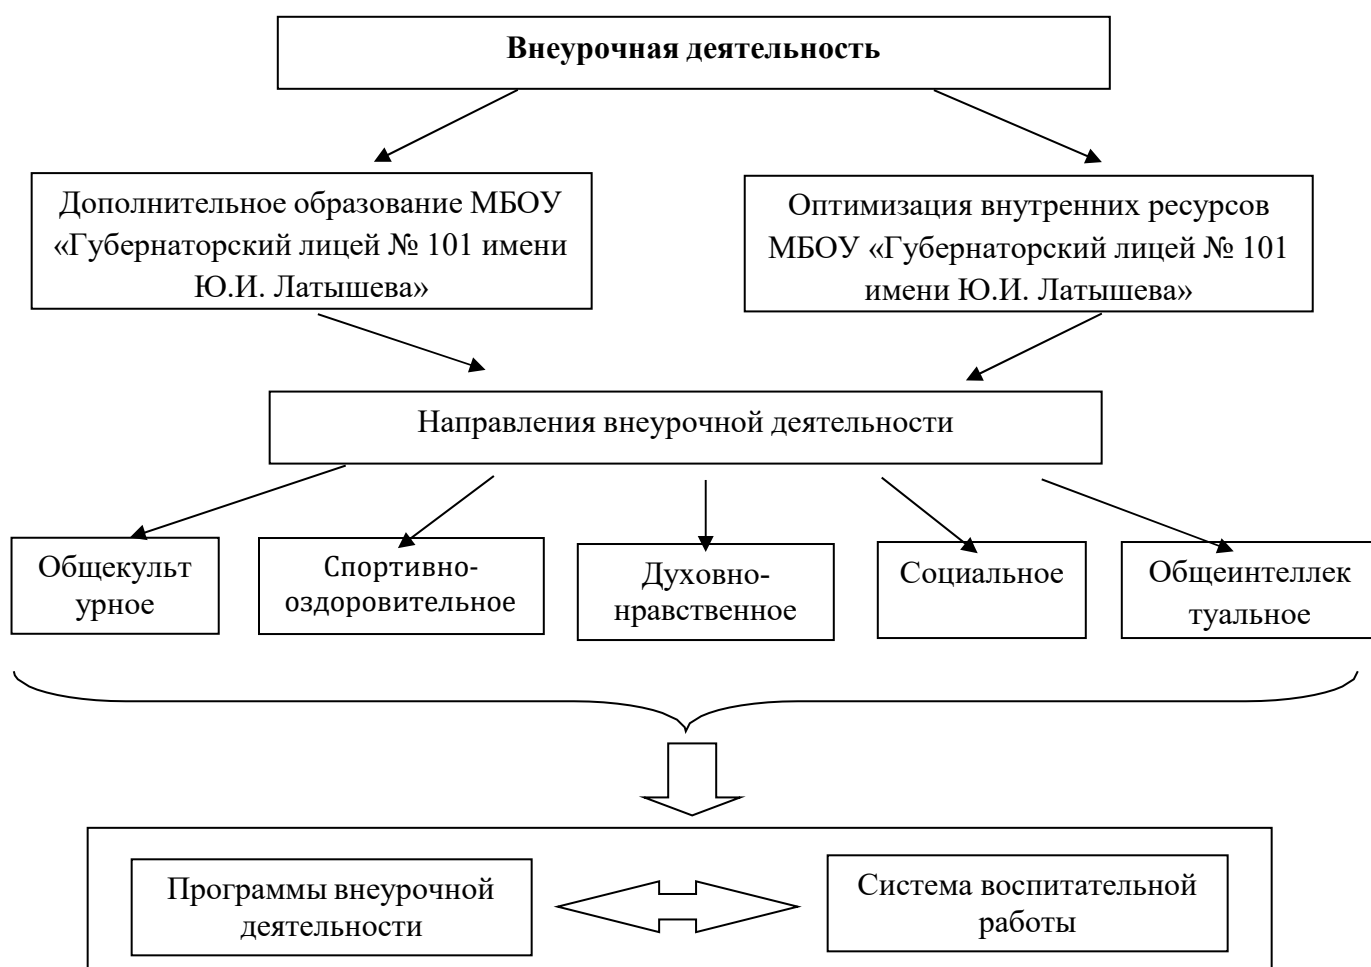 Внеурочная деятельность
Дополнительное образование МБОУ
«Губернаторский лицей № 101 имени
Ю.И. Латышева»
Оптимизация внутренних ресурсов
МБОУ «Губернаторский лицей № 101
имени Ю.И. Латышева»
Направления внеурочной деятельности
Общекульт
урное
Спортивно-
оздоровительное
Духовно-
нравственное
Социальное
Общеинтеллек
туальное
Программы внеурочной
деятельности
Система воспитательной
работы